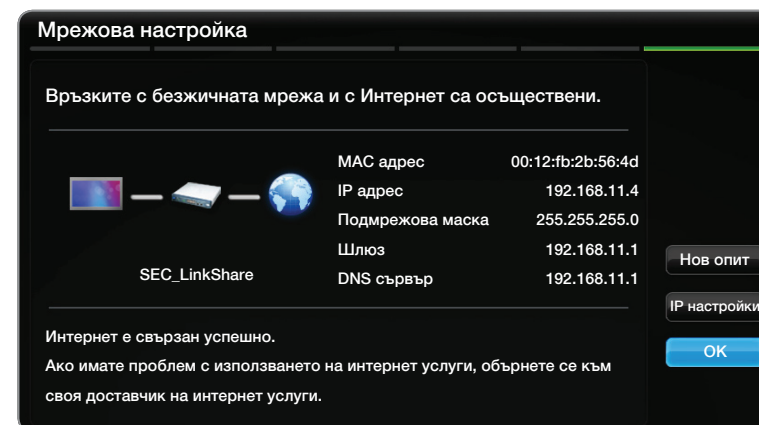 Мрежова настройка
Връзките с безжичната мрежа и с Интернет са осъществени.
MAC адрес 00:12:fb:2b:56:4d
IP адрес 192.168.11.4
Подмрежова маска 255.255.255.0
Шлюз 192.168.11.1
DNS сървър 192.168.11.1
SEC_LinkShare
Нов опит
IP настройки
OK
Интернет е свързан успешно.
Ако имате проблем с използването на интернет услуги, обърнете се към
своя доставчик на интернет услуги.